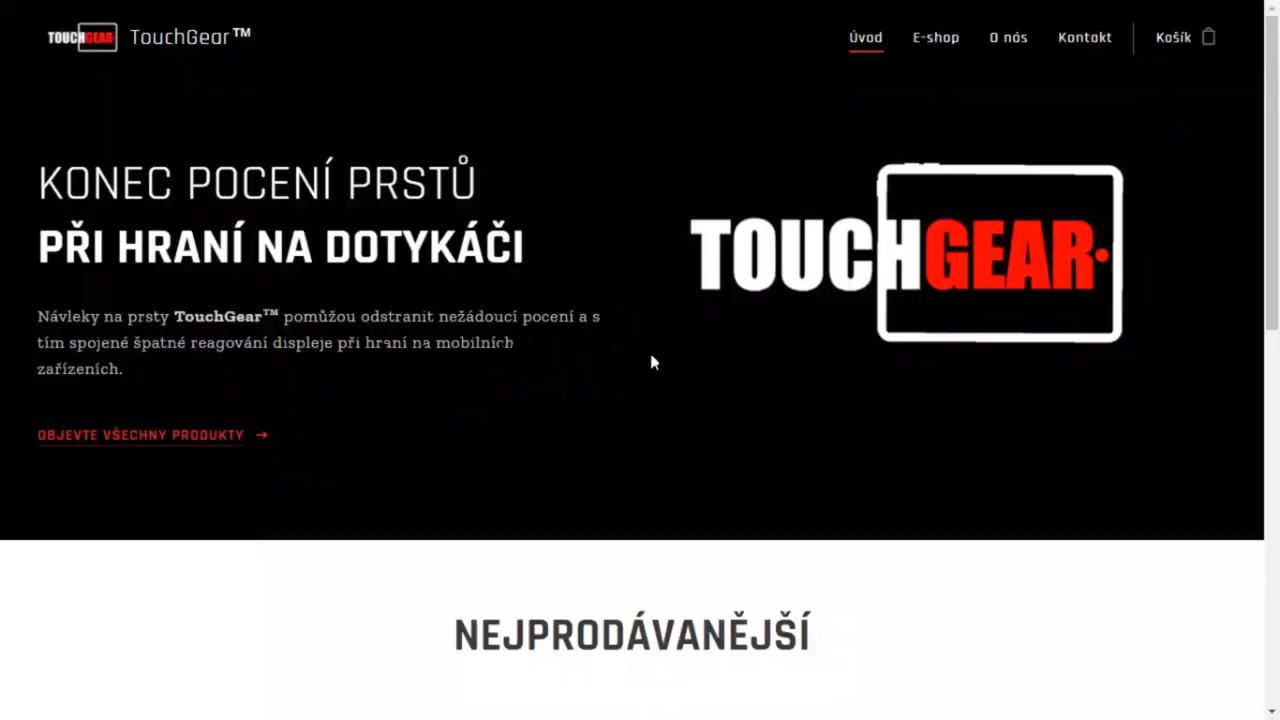 TOUCHGEAR TouchGear™
Úvod E-shop O nás Kontakt Košík
KONEC POCENÍ PRSTŮ
PŘI HRANÍ NA DOTYKÁČI
Návleky na prsty TouchGear™ pomůžou odstranit nežádoucí pocení a s
tím spojené špatné reagování displeje při hraní na mobilních
zařízeních.
OBJEVTE VŠECHNY PRODUKTY →
TOUCHGEAR
NEJPRODÁVANĚJŠÍ